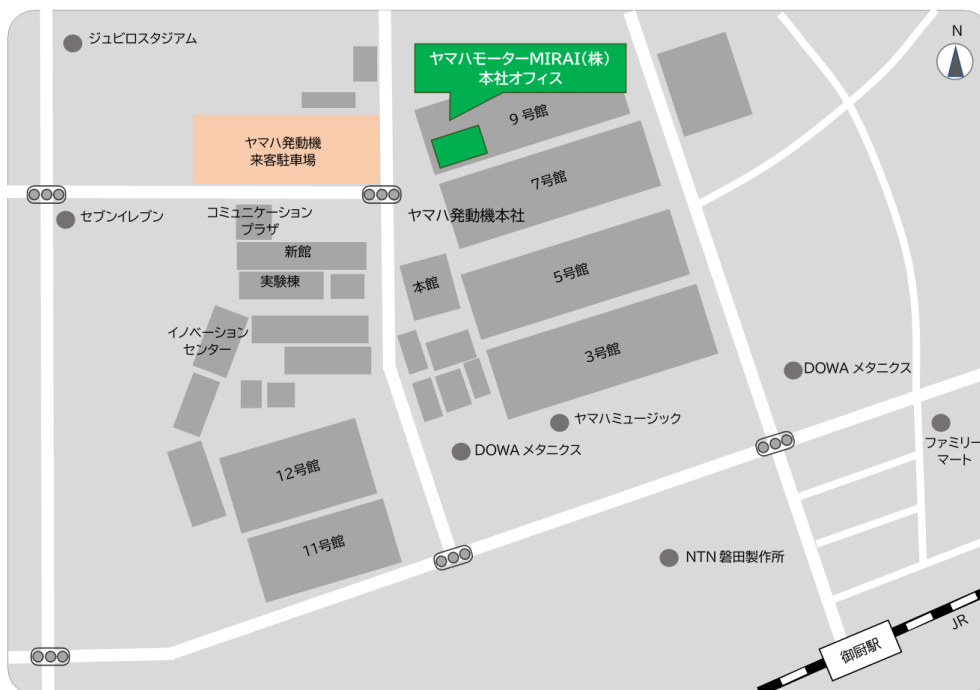 ジュビロスタジアム
ヤマハモーターMIRAI(株)
本社オフィス
N
9号館
ヤマハ発動機
来客駐車場
7号館
セブンイレブン
コミュニケーション
プラザ
ヤマハ発動機本社
新館
実験棟
本館
5号館
イノベーション
センター
3号館
DOWA メタニクス
ヤマハミュージック
DOWA メタニクス
ファミリー
マート
12号館
11号館
NTN 磐田製作所
JR
御厨駅